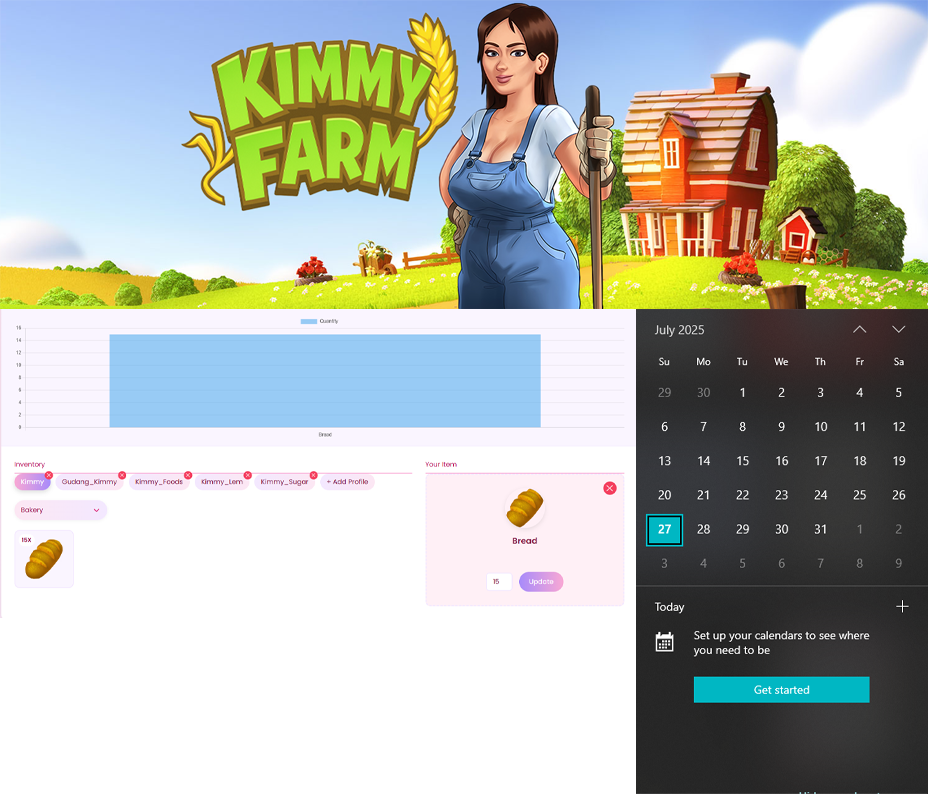 KIMMY
FARM
Quantity
16
14
12
10
8
6
4
2
0
Bread
Inventory
Kimmy
Gudang_Kimmy
Kimmy_Foods
Kimmy_Lem
Kimmy_Sugar
+ Add Profile
Bakery
15X
Your Item
Bread
15
Update
July 2025
Su Mo Tu We Th Fr Sa
29 30 1 2 3 4 5
6 7 8 9 10 11 12
13 14 15 16 17 18 19
20 21 22 23 24 25 26
27 28 29 30 31 1 2
3 4 5 6 7 8 9
Today
Set up your calendars to see where
you need to be
Get started